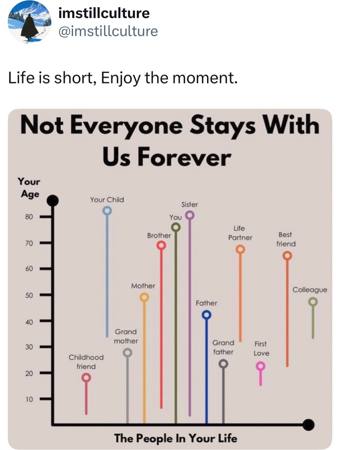 imstillculture
@imstillculture
Life is short, Enjoy the moment.
Not Everyone Stays With
Us Forever
Your
Age
Your Child
Sister
You
Brother
Life
Partner
Best
friend
Mother
Colleague
Father
Grand
mother
Grand
father
First
Love
Childhood
friend
80
70
60
50
40
30
20
10
The People In Your Life